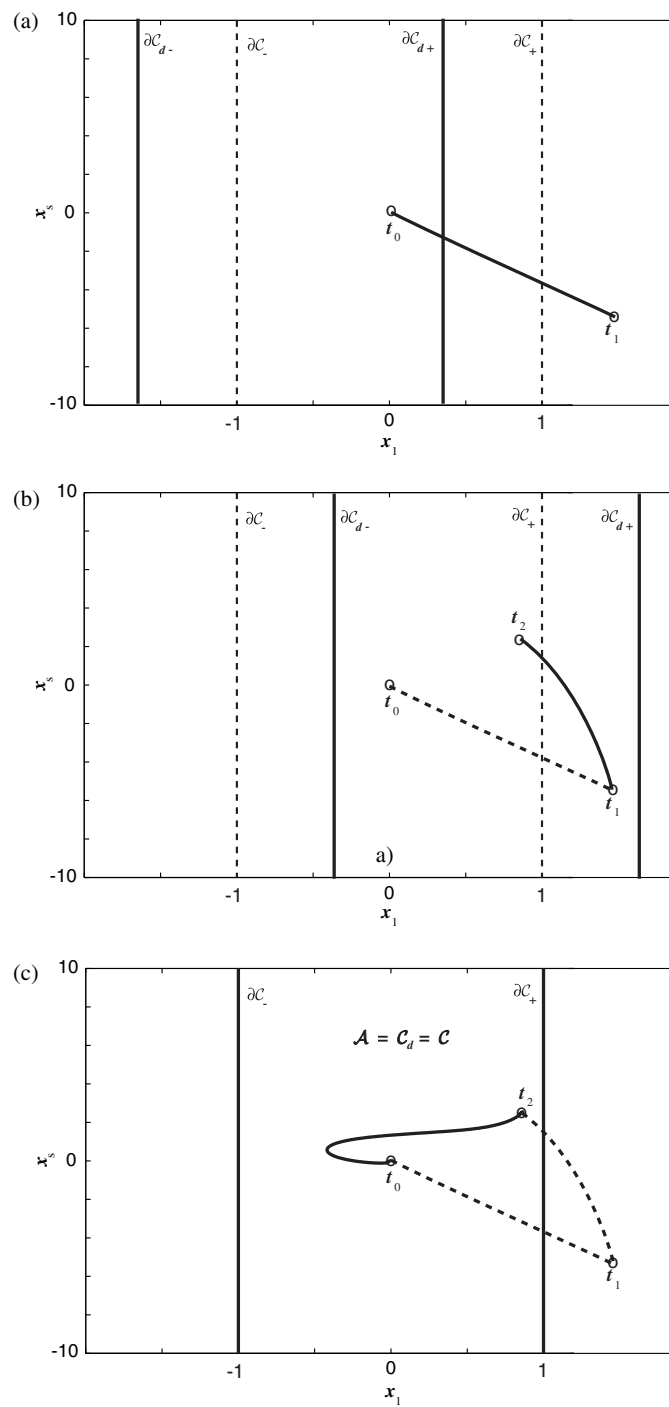 (a)
10
∂C_d-
∂C_-
∂C_d+
∂C_+
x_s
0
t_0
t_1
-10
-1
0
1
x_1
(b)
10
∂C_-
∂C_d-
∂C_+
∂C_d+
t_2
x_s
0
t_0
t_1
a)
-10
-1
0
1
x_1
(c)
10
∂C_-
∂C_+
A = C_d = C
t_2
x_s
0
t_0
t_1
-10
-1
0
1
x_1